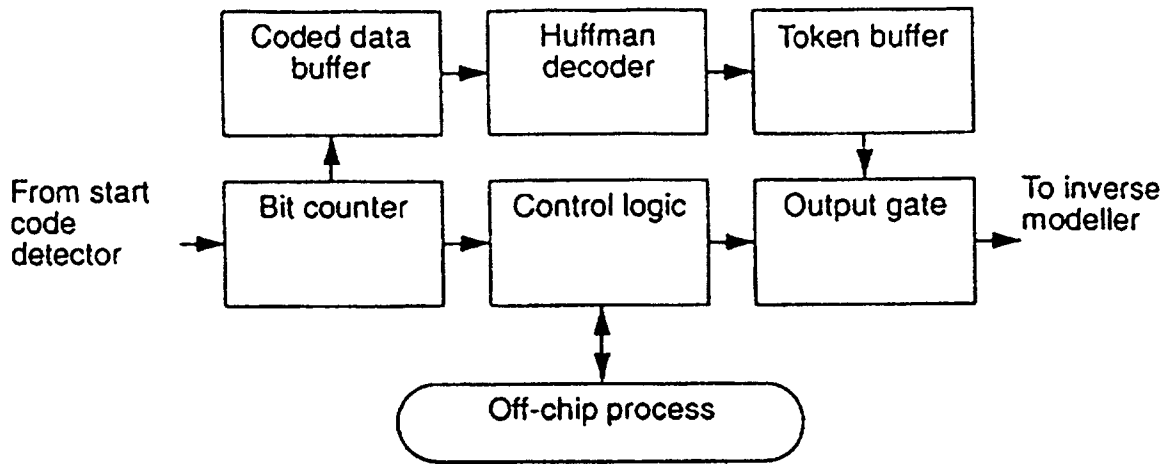 Coded data
buffer
Huffman
decoder
Token buffer
From start
code
detector
Bit counter
Control logic
Output gate
To inverse
modeller
Off-chip process